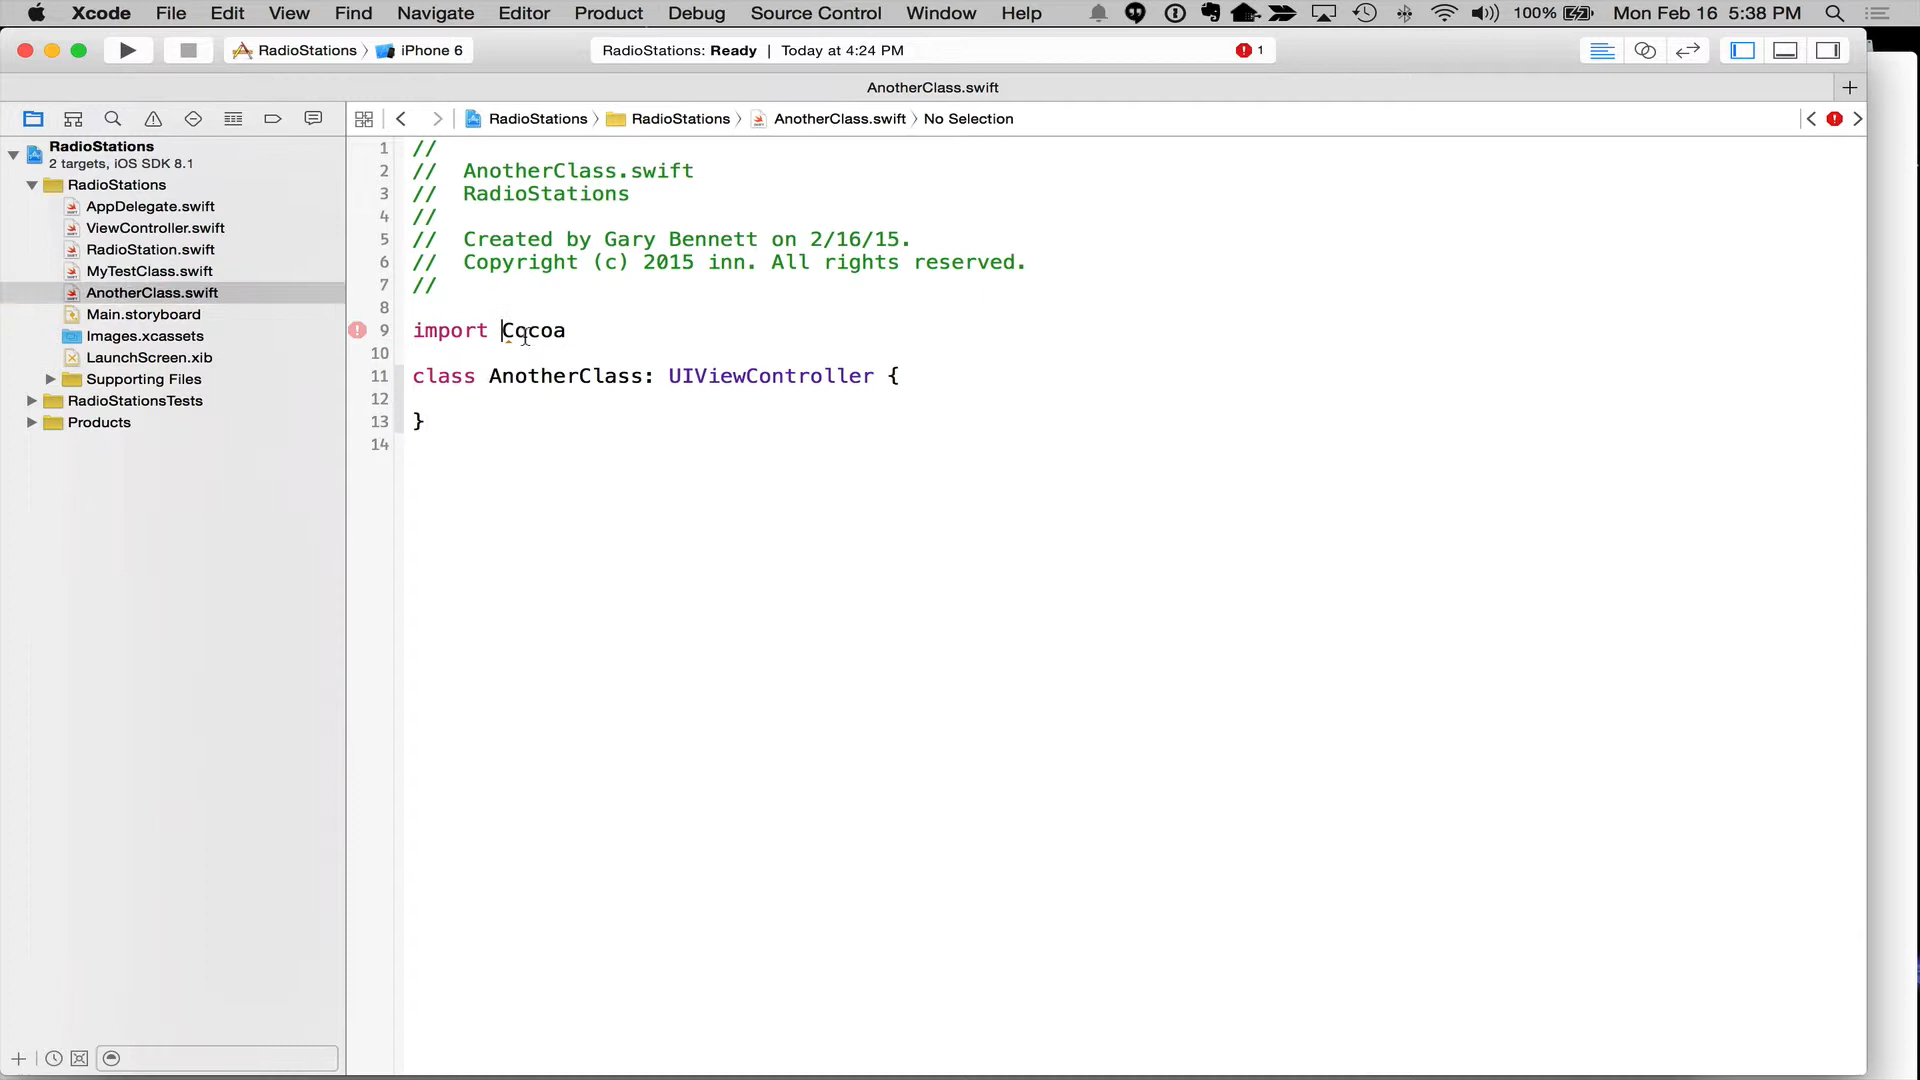 Xcode File Edit View Find Navigate Editor Product Debug Source Control Window Help 100% Mon Feb 16 5:38 PM
RadioStations iPhone 6 RadioStations: Ready | Today at 4:24 PM 1
AnotherClass.swift
RadioStations RadioStations AnotherClass.swift No Selection
RadioStations
2 targets, iOS SDK 8.1
RadioStations
AppDelegate.swift
ViewController.swift
RadioStation.swift
MyTestClass.swift
AnotherClass.swift
Main.storyboard
Images.xcassets
LaunchScreen.xib
Supporting Files
RadioStationsTests
Products
1 //
2 // AnotherClass.swift
3 // RadioStations
4 //
5 // Created by Gary Bennett on 2/16/15.
6 // Copyright (c) 2015 inn. All rights reserved.
7 //
8
9 import Cocoa
10
11 class AnotherClass: UIViewController {
12
13 }
14